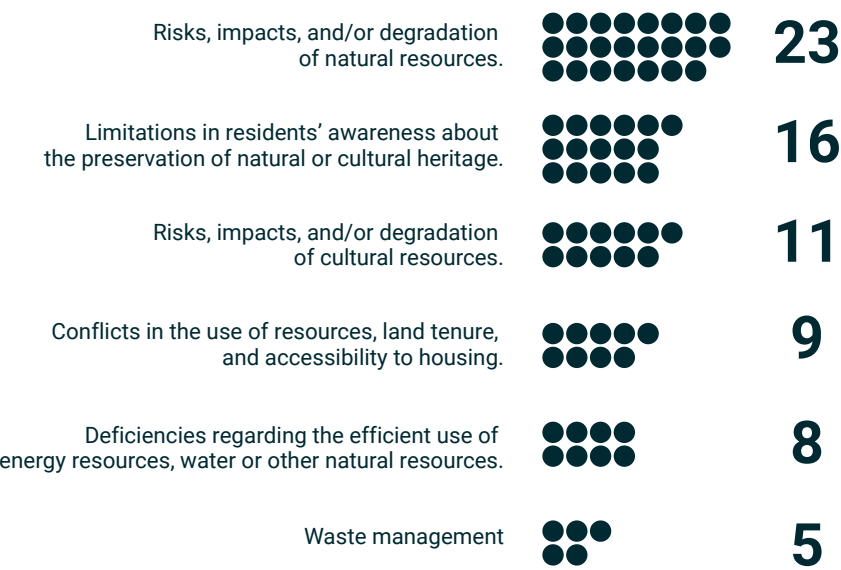 Risks, impacts, and/or degradation
of natural resources.
23
Limitations in residents’ awareness about
the preservation of natural or cultural heritage.
16
Risks, impacts, and/or degradation
of cultural resources.
11
Conflicts in the use of resources, land tenure,
and accessibility to housing.
9
Deficiencies regarding the efficient use of
energy resources, water or other natural resources.
8
Waste management
5